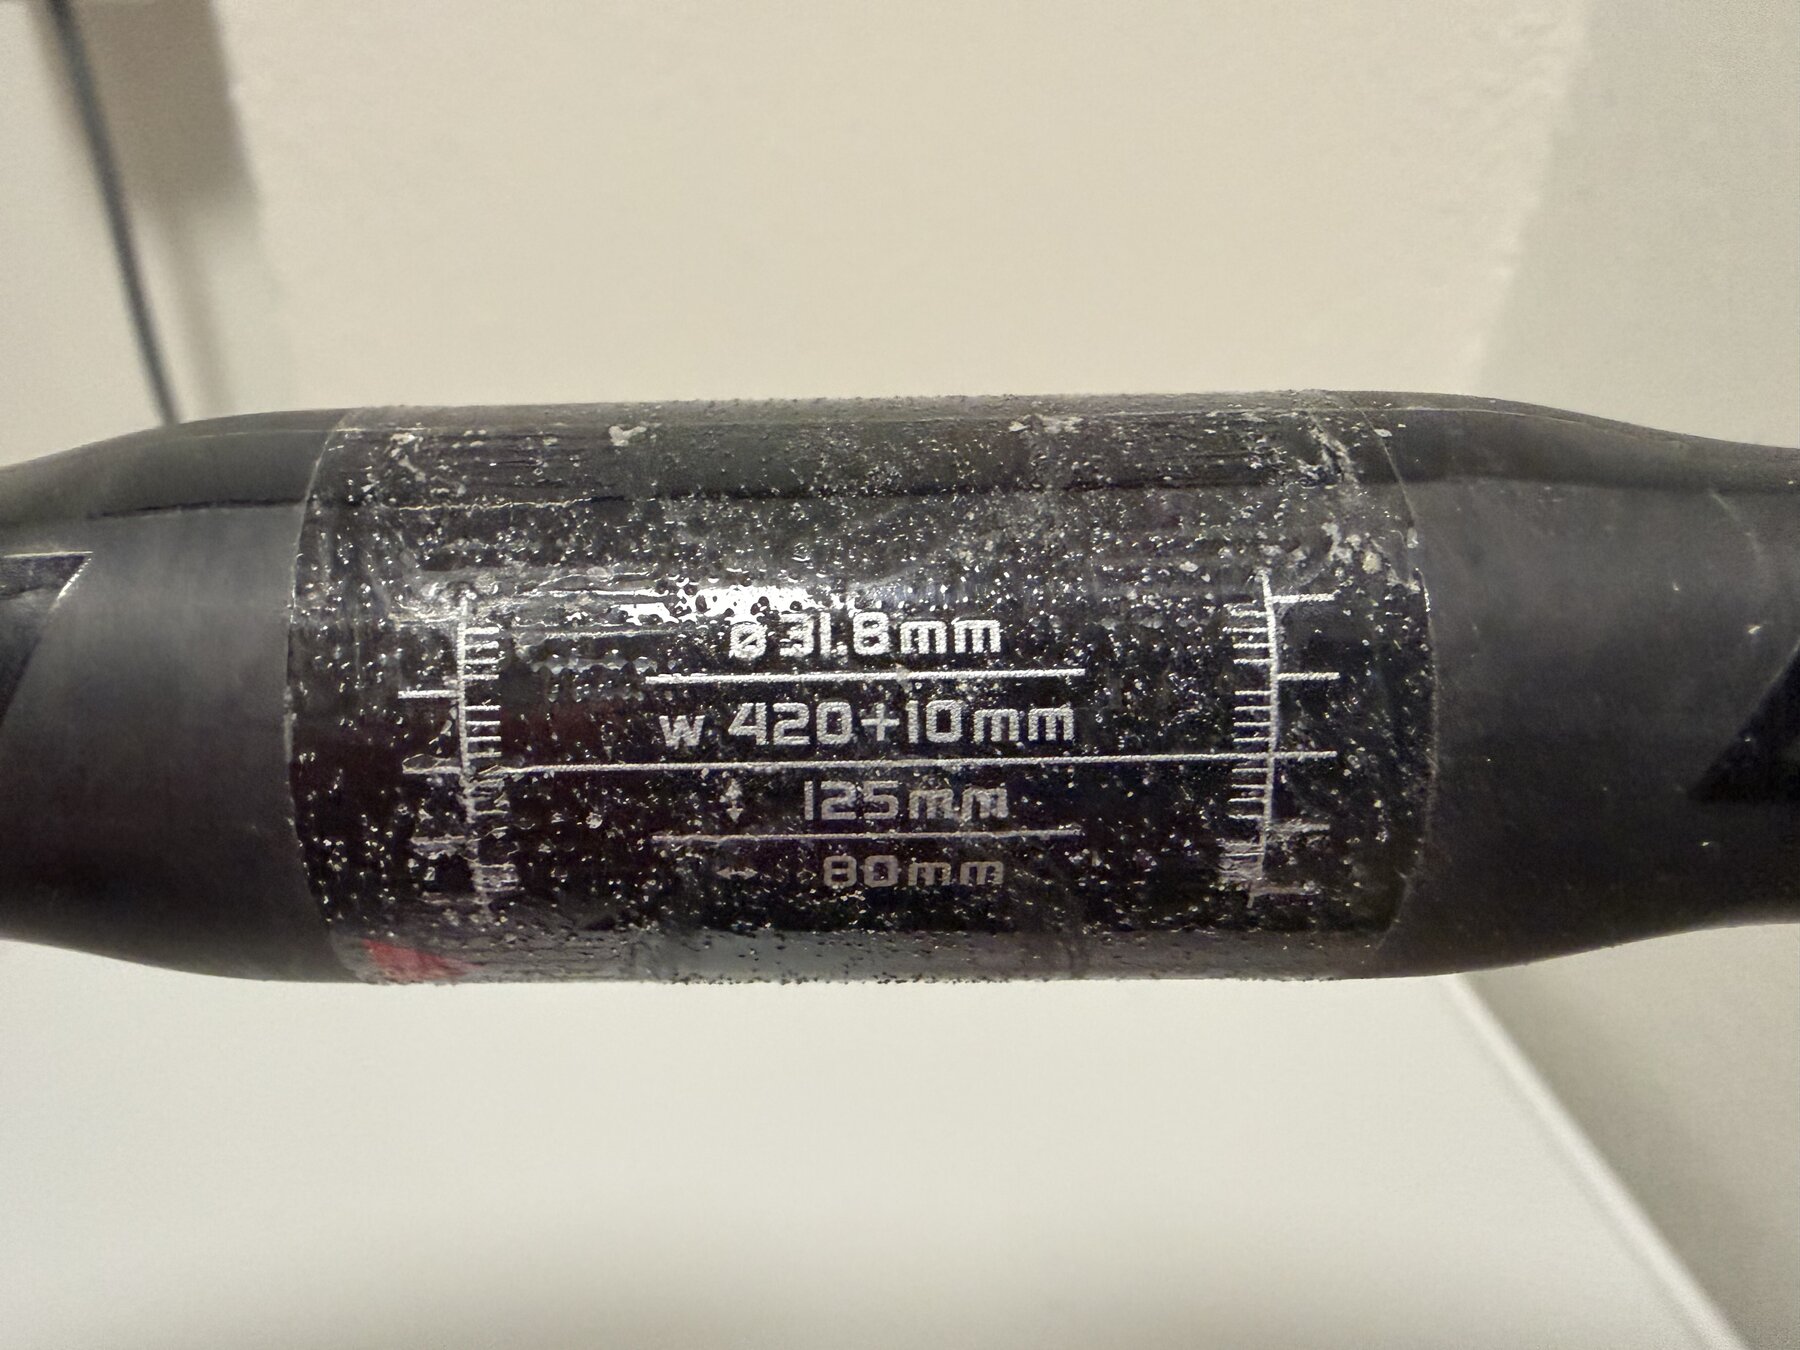 ø 31.8mm
w 420+10mm
↕ 125mm
↔ 80mm